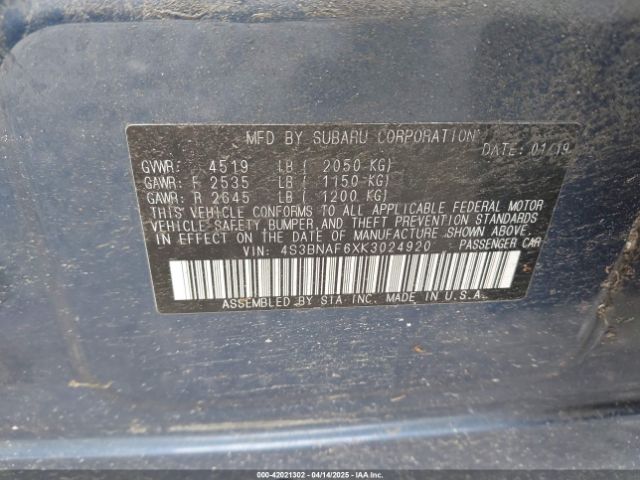 MFD BY SUBARU CORPORATION
DATE: 01/19
GVWR: 4519 LB ( 2050 KG)
GAWR: F 2535 LB ( 1150 KG)
GAWR: R 2645 LB ( 1200 KG)
THIS VEHICLE CONFORMS TO ALL APPLICABLE FEDERAL MOTOR
VEHICLE SAFETY, BUMPER, AND THEFT PREVENTION STANDARDS
IN EFFECT ON THE DATE OF MANUFACTURE SHOWN ABOVE.
VIN: 4S3BNAF6XK3024920 PASSENGER CAR
ASSEMBLED BY SIA INC. MADE IN U.S.A.
000-42021302 - 04/14/2025 - IAAI.COM